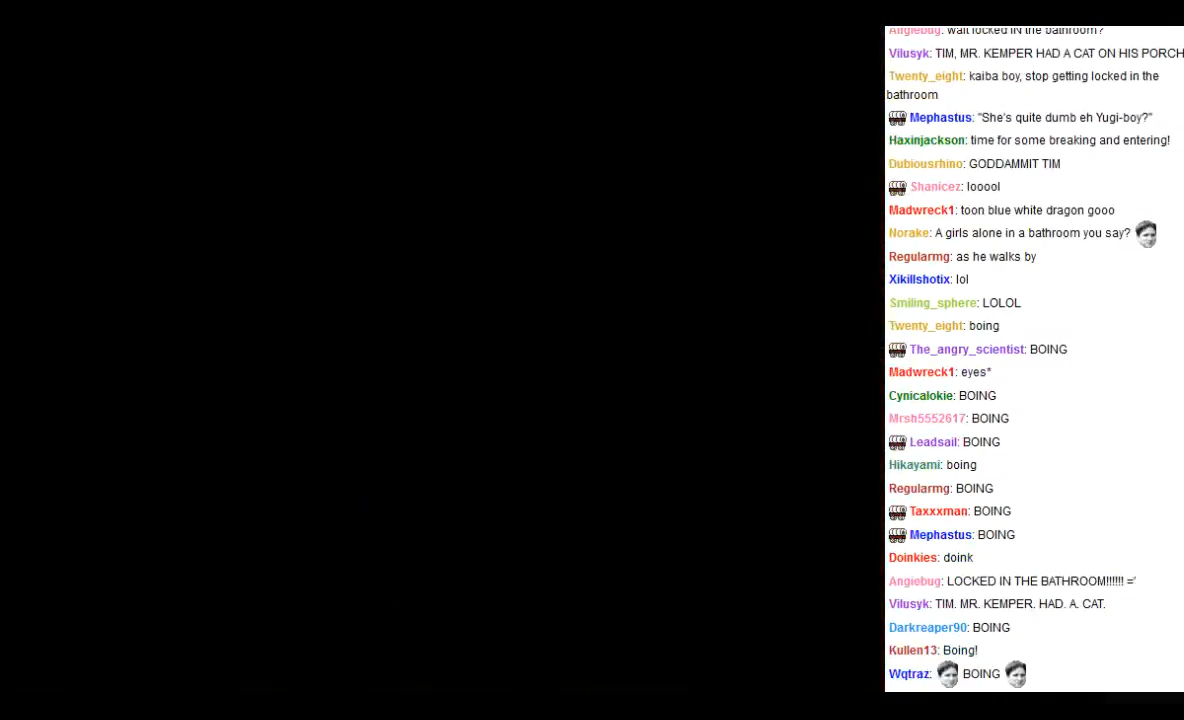 Angiebug: wait locked IN the bathroom?
Vilusyk: TIM, MR. KEMPER HAD A CAT ON HIS PORCH
Twenty_eight: kaiba boy, stop getting locked in the
bathroom
Mephastus: "She's quite dumb eh Yugi-boy?"
Haxinjackson: time for some breaking and entering!
Dubiousrhino: GODDAMMIT TIM
Shanicez: looool
Madwreck1: toon blue white dragon gooo
Norake: A girls alone in a bathroom you say?
Regularmg: as he walks by
Xikillshotix: lol
Smiling_sphere: LOLOL
Twenty_eight: boing
The_angry_scientist: BOING
Madwreck1: eyes*
Cynicalokie: BOING
Mrsh5552617: BOING
Leadsail: BOING
Hikayami: boing
Regularmg: BOING
Taxxxman: BOING
Mephastus: BOING
Doinkies: doink
Angiebug: LOCKED IN THE BATHROOM!!!!!! ='
Vilusyk: TIM. MR. KEMPER. HAD. A. CAT.
Darkreaper90: BOING
Kullen13: Boing!
Wqtraz: BOING